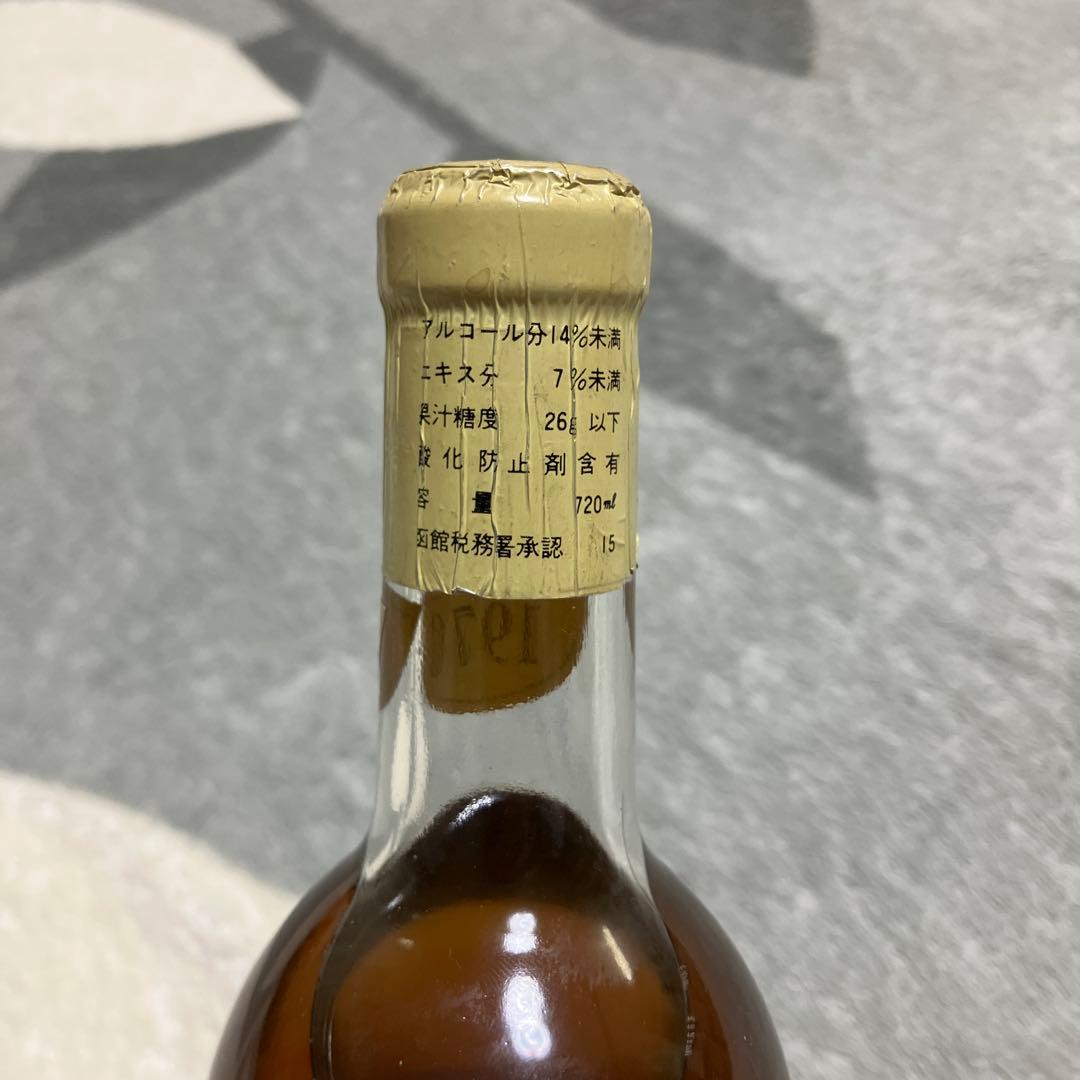 アルコール分14%未満
エキス分 7%未満
果汁糖度 26g 以下
酸化防止剤含有
容量 720ml
函館税務署承認 15